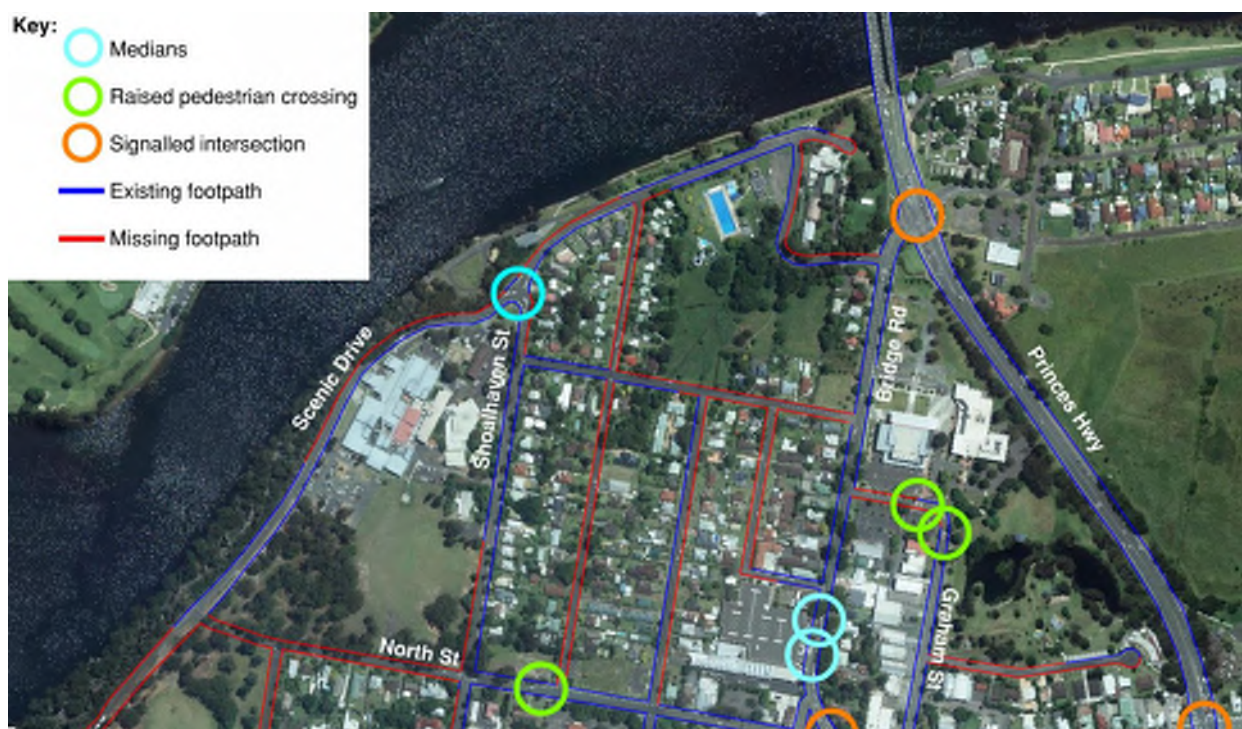 Key:
Medians
Raised pedestrian crossing
Signalled intersection
Existing footpath
Missing footpath
Scenic Drive
Shoalhaven St
Bridge Rd
Princes Hwy
North St
Graham St